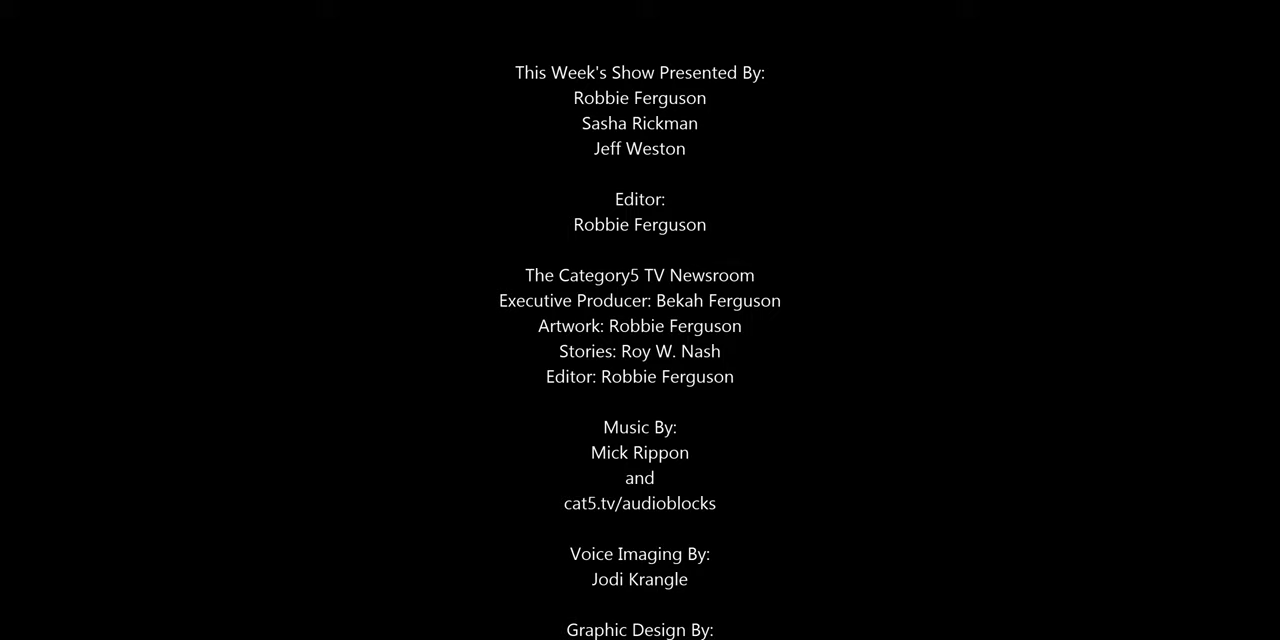 This Week's Show Presented By:
Robbie Ferguson
Sasha Rickman
Jeff Weston
Editor:
Robbie Ferguson
The Category5 TV Newsroom
Executive Producer: Bekah Ferguson
Artwork: Robbie Ferguson
Stories: Roy W. Nash
Editor: Robbie Ferguson
Music By:
Mick Rippon
and
cat5.tv/audioblocks
Voice Imaging By:
Jodi Krangle
Graphic Design By: